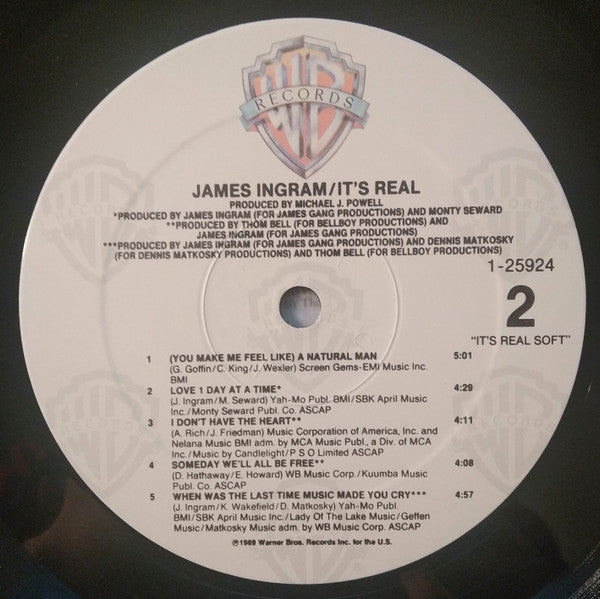 WB
RECORDS
JAMES INGRAM/IT'S REAL
PRODUCED BY MICHAEL J. POWELL
*PRODUCED BY JAMES INGRAM (FOR JAMES GANG PRODUCTIONS) AND MONTY SEWARD
**PRODUCED BY THOM BELL (FOR BELLBOY PRODUCTIONS) AND
JAMES INGRAM (FOR JAMES GANG PRODUCTIONS)
***PRODUCED BY JAMES INGRAM (FOR JAMES GANG PRODUCTIONS) AND DENNIS MATKOSKY
(FOR DENNIS MATKOSKY PRODUCTIONS) AND THOM BELL (FOR BELLBOY PRODUCTIONS)
1-25924
2
"IT'S REAL SOFT"
1 (YOU MAKE ME FEEL LIKE) A NATURAL MAN 5:01
(G. Goffin/C. King/J. Wexler) Screen Gems-EMI Music Inc.
BMI
2 LOVE 1 DAY AT A TIME* 4:29
(J. Ingram/M. Seward) Yah-Mo Publ. BMI/SBK April Music
Inc./Monty Seward Publ. Co. ASCAP
3 I DON'T HAVE THE HEART** 4:11
(A. Rich/J. Friedman) Music Corporation of America, Inc. and
Nelana Music BMI adm. by MCA Music Publ., a Div. of MCA
Inc./Music by Candlelight/P S O Limited ASCAP
4 SOMEDAY WE'LL ALL BE FREE** 4:08
(D. Hathaway/E. Howard) WB Music Corp./Kuumba Music
Publ. Co. ASCAP
5 WHEN WAS THE LAST TIME MUSIC MADE YOU CRY*** 4:57
(J. Ingram/K. Wakefield/D. Matkosky) Yah-Mo Publ.
BMI/SBK April Music Inc./Lady Of The Lake Music/Geffen
Music/Matkosky Music adm. by WB Music Corp. ASCAP
℗1989 Warner Bros. Records Inc. for the U.S.